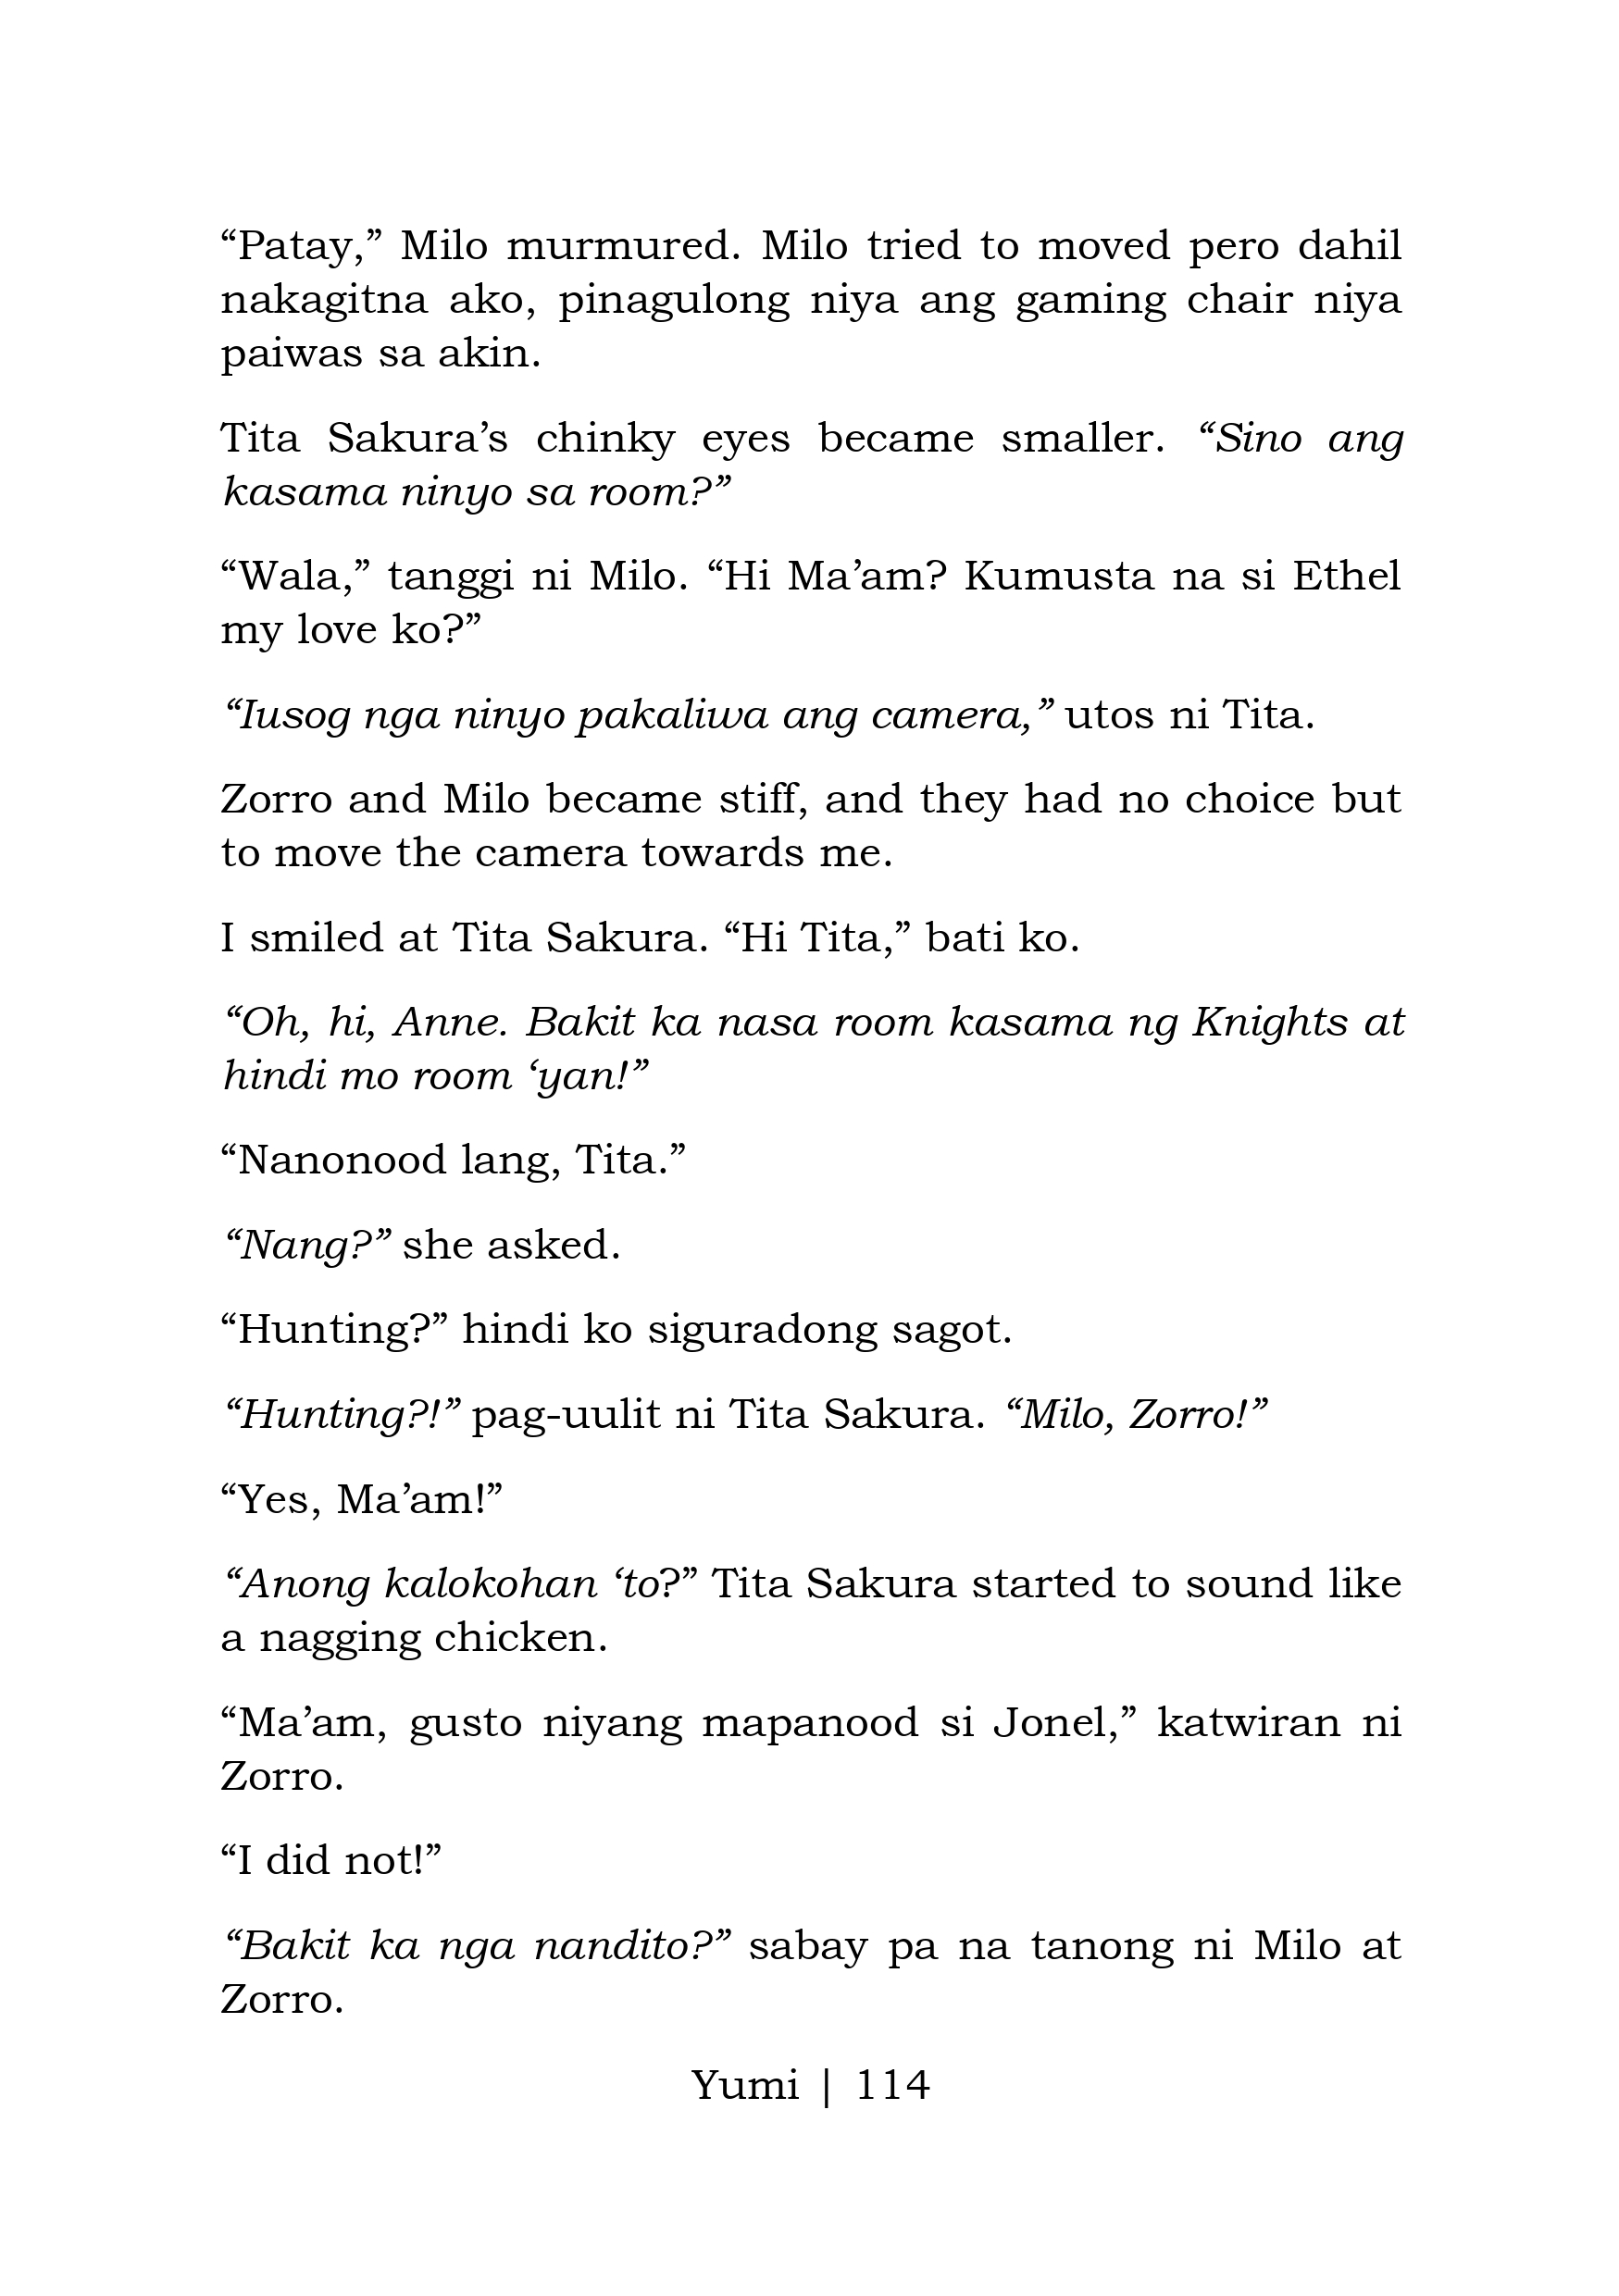 “Patay,” Milo murmured. Milo tried to moved pero dahil
nakagitna ako, pinagulong niya ang gaming chair niya
paiwas sa akin.
Tita Sakura’s chinky eyes became smaller. “Sino ang
kasama ninyo sa room?”
“Wala,” tanggi ni Milo. “Hi Ma’am? Kumusta na si Ethel
my love ko?”
“Iusog nga ninyo pakaliwa ang camera,” utos ni Tita.
Zorro and Milo became stiff, and they had no choice but
to move the camera towards me.
I smiled at Tita Sakura. “Hi Tita,” bati ko.
“Oh, hi, Anne. Bakit ka nasa room kasama ng Knights at
hindi mo room ‘yan!”
“Nanonood lang, Tita.”
“Nang?” she asked.
“Hunting?” hindi ko siguradong sagot.
“Hunting?!” pag-uulit ni Tita Sakura. “Milo, Zorro!”
“Yes, Ma’am!”
“Anong kalokohan ‘to?” Tita Sakura started to sound like
a nagging chicken.
“Ma’am, gusto niyang mapanood si Jonel,” katwiran ni
Zorro.
“I did not!”
“Bakit ka nga nandito?” sabay pa na tanong ni Milo at
Zorro.
Yumi | 114